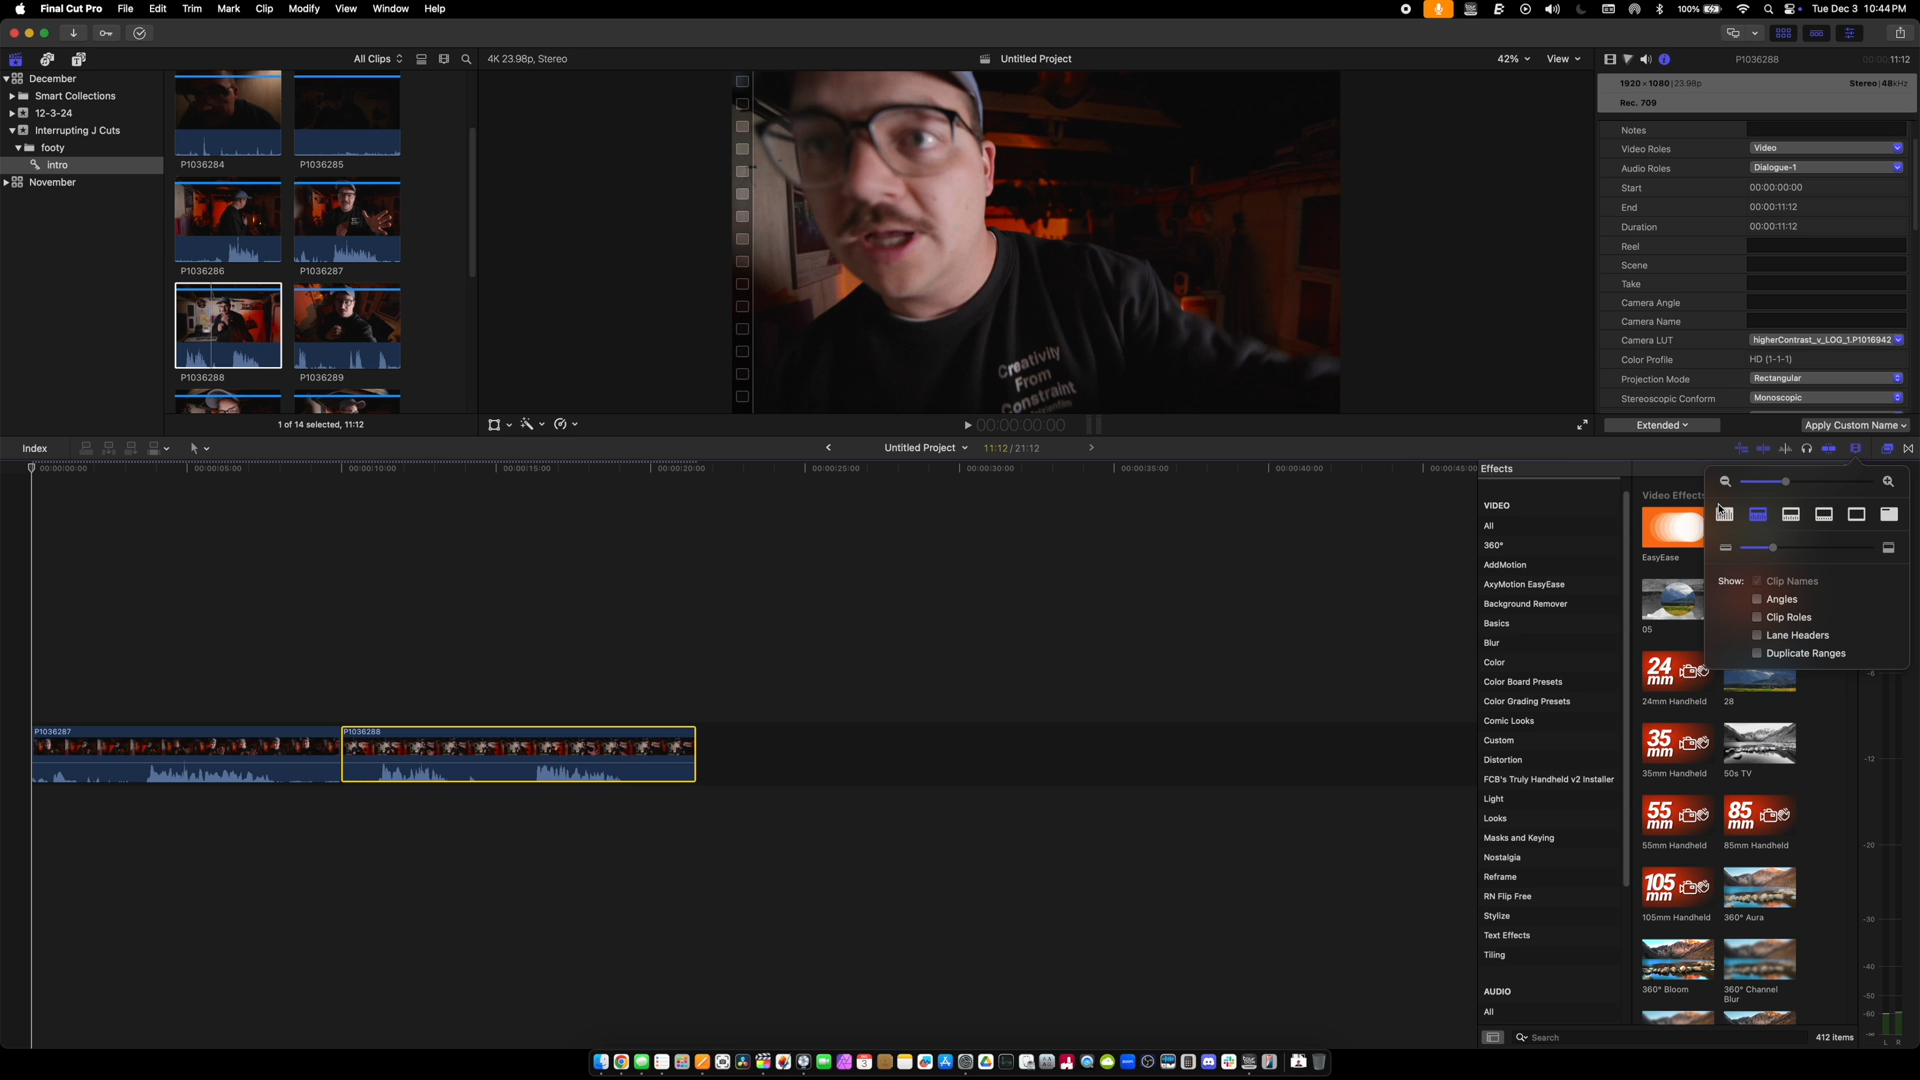 Final Cut Pro File Edit Trim Mark Clip Modify View Window Help
100% Tue Dec 3 10:44PM
All Clips 4K 23.98p, Stereo Untitled Project 42% View P1036288 00:00:11:12
December
Smart Collections
12-3-24
Interrupting J Cuts
footy
intro
November
P1036284 P1036285
P1036286 P1036287
P1036288 P1036289
1 of 14 selected, 11:12
Creativity
From
Constraint
00:00:00:00
1920 × 1080 | 23.98p Stereo | 48kHz
Rec. 709
Notes
Video Roles Video
Audio Roles Dialogue-1
Start 00:00:00:00
End 00:00:11:12
Duration 00:00:11:12
Reel
Scene
Take
Camera Angle
Camera Name
Camera LUT higherContrast_v_LOG_1.P1016942
Color Profile HD (1-1-1)
Projection Mode Rectangular
Stereoscopic Conform Monoscopic
Extended Apply Custom Name
Index Untitled Project 11:12 / 21:12
00:00:00:00 00:00:05:00 00:00:10:00 00:00:15:00 00:00:20:00 00:00:25:00 00:00:30:00 00:00:35:00 00:00:40:00 00:00:45:00
P1036287 P1036288
Effects
VIDEO
All
360°
AddMotion
AxyMotion EasyEase
Background Remover
Basics
Blur
Color
Color Board Presets
Color Grading Presets
Comic Looks
Custom
Distortion
FCB's Truly Handheld v2 Installer
Light
Looks
Masks and Keying
Nostalgia
Reframe
RN Flip Free
Stylize
Text Effects
Tiling
AUDIO
All
Video Effects
EasyEase
05
24 mm
24mm Handheld 28
35 mm
35mm Handheld 50s TV
55 mm 85 mm
55mm Handheld 85mm Handheld
105 mm
105mm Handheld 360° Aura
360° Bloom 360° Channel
Blur
Show: Clip Names
Angles
Clip Roles
Lane Headers
Duplicate Ranges
-6
-12
-20
-30
-40
-50
-60
-∞
L R
Search 412 items